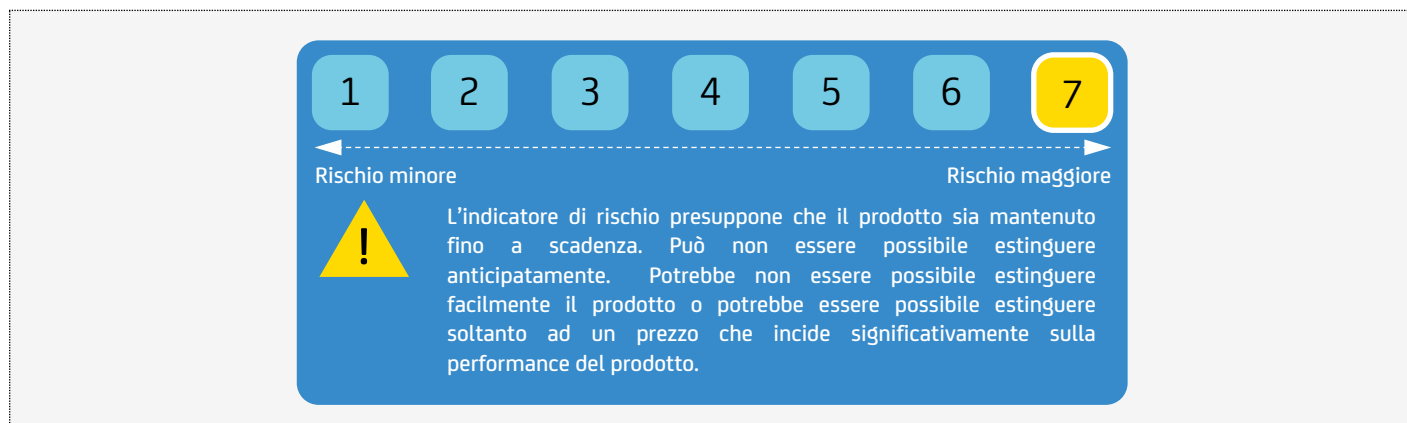 1 2 3 4 5 6 7
Rischio minore Rischio maggiore
!
L’indicatore di rischio presuppone che il prodotto sia mantenuto
fino a scadenza. Può non essere possibile estinguere
anticipatamente. Potrebbe non essere possibile estinguere
facilmente il prodotto o potrebbe essere possibile estinguere
soltanto ad un prezzo che incide significativamente sulla
performance del prodotto.